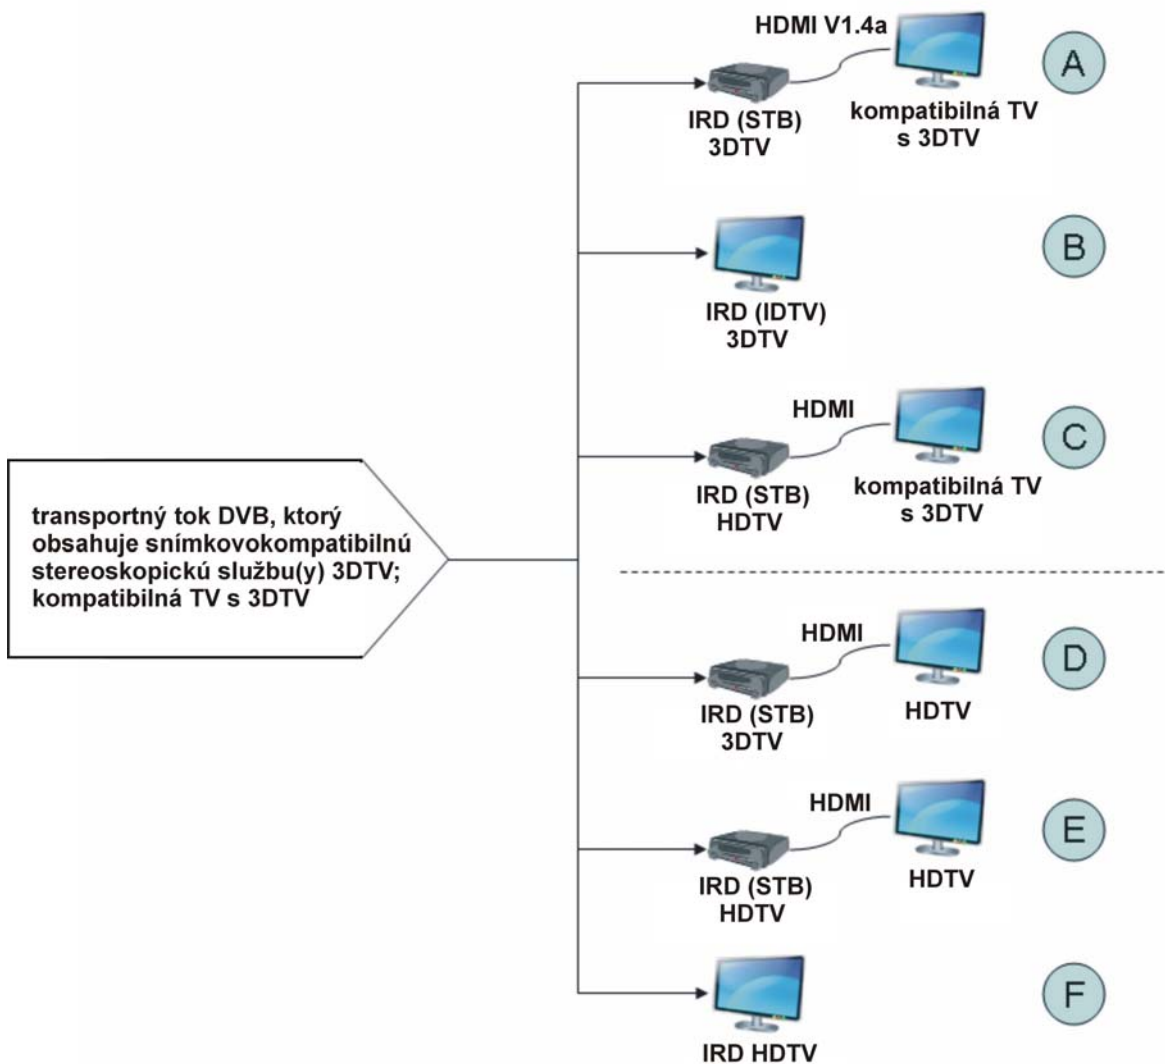 HDMI V1.4a
A
IRD (STB)
3DTV
kompatibilná TV
s 3DTV
B
IRD (IDTV)
3DTV
HDMI
C
IRD (STB)
HDTV
kompatibilná TV
s 3DTV
transportný tok DVB, ktorý
obsahuje snímkovokompatibilnú
stereoskopickú službu(y) 3DTV;
kompatibilná TV s 3DTV
HDMI
D
IRD (STB)
3DTV
HDTV
HDMI
E
IRD (STB)
HDTV
HDTV
F
IRD HDTV